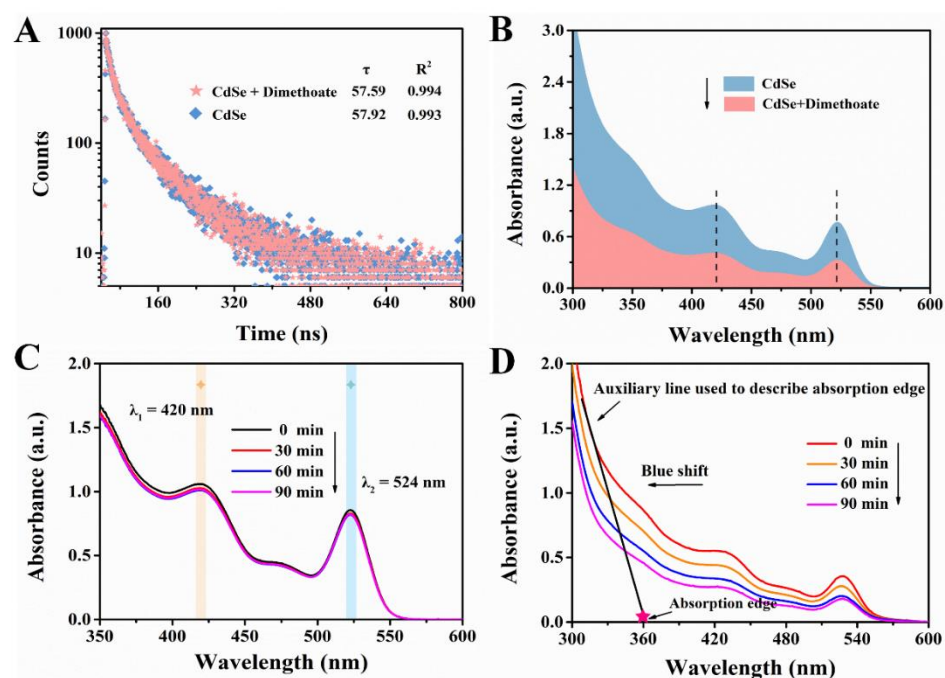 A
1000
100
10
Counts
τ R²
CdSe + Dimethoate 57.59 0.994
CdSe 57.92 0.993
160 320 480 640 800
Time (ns)
B
3.0
2.4
1.8
1.2
0.6
0.0
Absorbance (a.u.)
CdSe
CdSe+Dimethoate
300 350 400 450 500 550 600
Wavelength (nm)
C
2.0
1.5
1.0
0.5
0.0
Absorbance (a.u.)
λ₁ = 420 nm
0 min
30 min
60 min
90 min
λ₂ = 524 nm
350 400 450 500 550 600
Wavelength (nm)
D
2.0
1.5
1.0
0.5
0.0
Absorbance (a.u.)
Auxiliary line used to describe absorption edge
Blue shift
0 min
30 min
60 min
90 min
Absorption edge
300 360 420 480 540 600
Wavelength (nm)